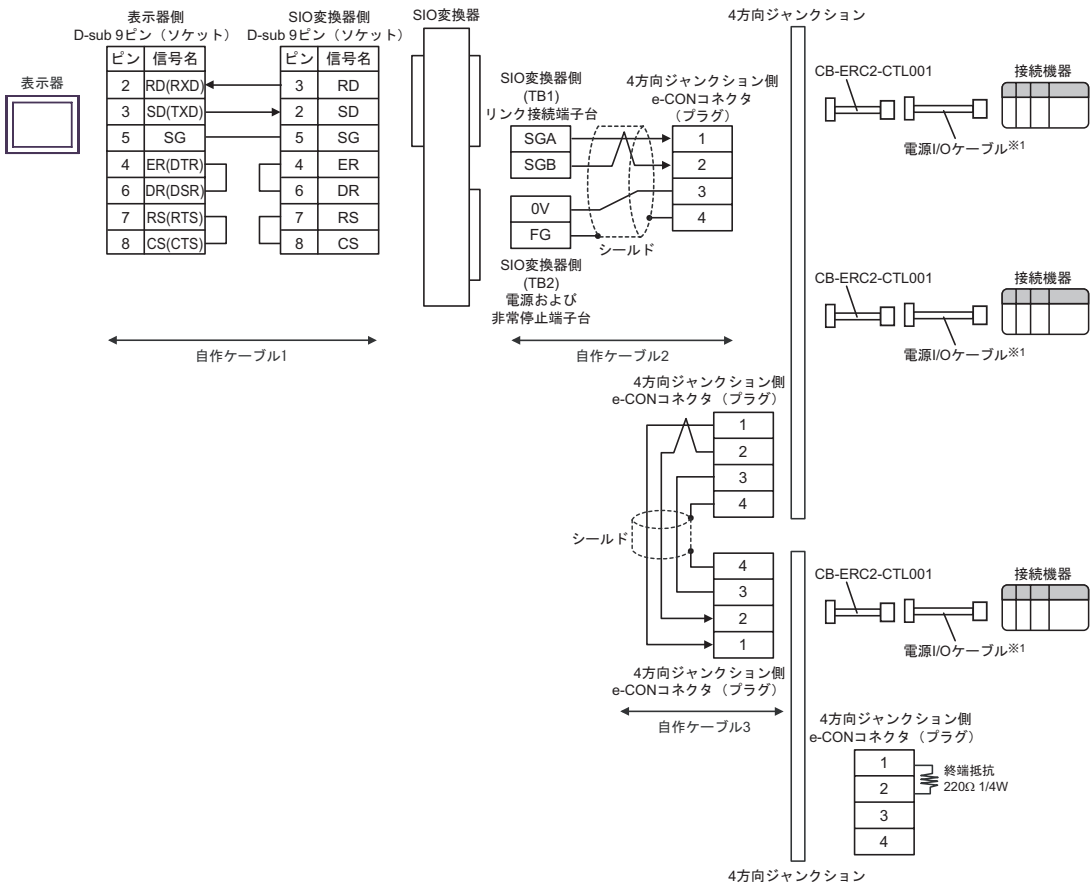 表示器
表示器側
D-sub 9ピン（ソケット）
ピン 信号名
2 RD(RXD)
3 SD(TXD)
5 SG
4 ER(DTR)
6 DR(DSR)
7 RS(RTS)
8 CS(CTS)
SIO変換器側
D-sub 9ピン（ソケット）
ピン 信号名
3 RD
2 SD
5 SG
4 ER
6 DR
7 RS
8 CS
自作ケーブル1
SIO変換器
SIO変換器側
(TB1)
リンク接続端子台
SGA
SGB
0V
FG
SIO変換器側
(TB2)
電源および
非常停止端子台
シールド
4方向ジャンクション側
e-CONコネクタ
（プラグ）
1
2
3
4
自作ケーブル2
4方向ジャンクション
CB-ERC2-CTL001
接続機器
電源I/Oケーブル※1
CB-ERC2-CTL001
接続機器
電源I/Oケーブル※1
4方向ジャンクション側
e-CONコネクタ（プラグ）
1
2
3
4
シールド
4
3
2
1
4方向ジャンクション側
e-CONコネクタ（プラグ）
自作ケーブル3
CB-ERC2-CTL001
接続機器
電源I/Oケーブル※1
4方向ジャンクション側
e-CONコネクタ（プラグ）
1
2
3
4
終端抵抗
220Ω 1/4W
4方向ジャンクション